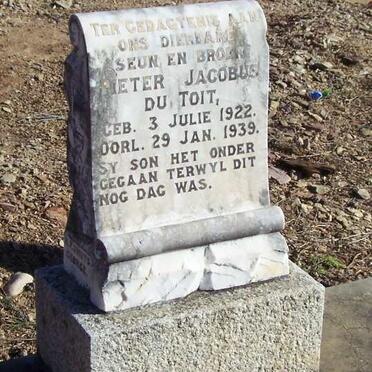 TER GEDAGTENIS AAN
ONS DIERBARE
SEUN EN BROER
PIETER JACOBUS
DU TOIT,
GEB. 3 JULIE 1922.
OORL. 29 JAN. 1939.
SY SON HET ONDER
GEGAAN TERWYL DIT
NOG DAG WAS.